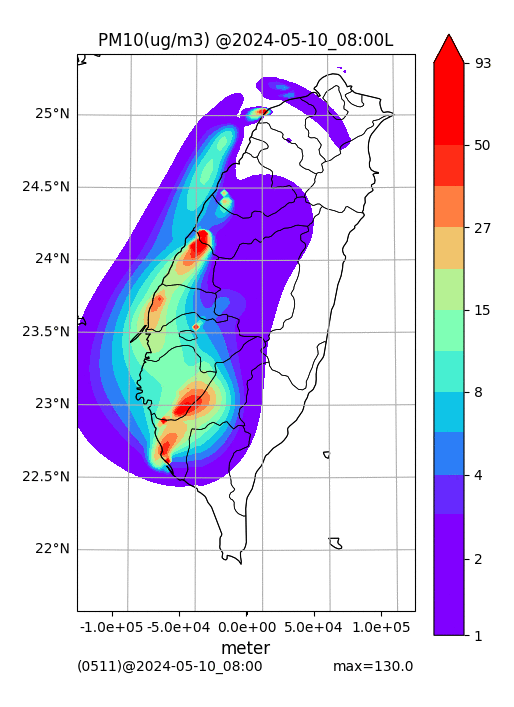 PM10(ug/m3) @2024-05-10_08:00L
93
50
27
15
8
4
2
1
25°N
24.5°N
24°N
23.5°N
23°N
22.5°N
22°N
-1.0e+05 -5.0e+04 0.0e+00 5.0e+04 1.0e+05
meter
(0511)@2024-05-10_08:00 max=130.0